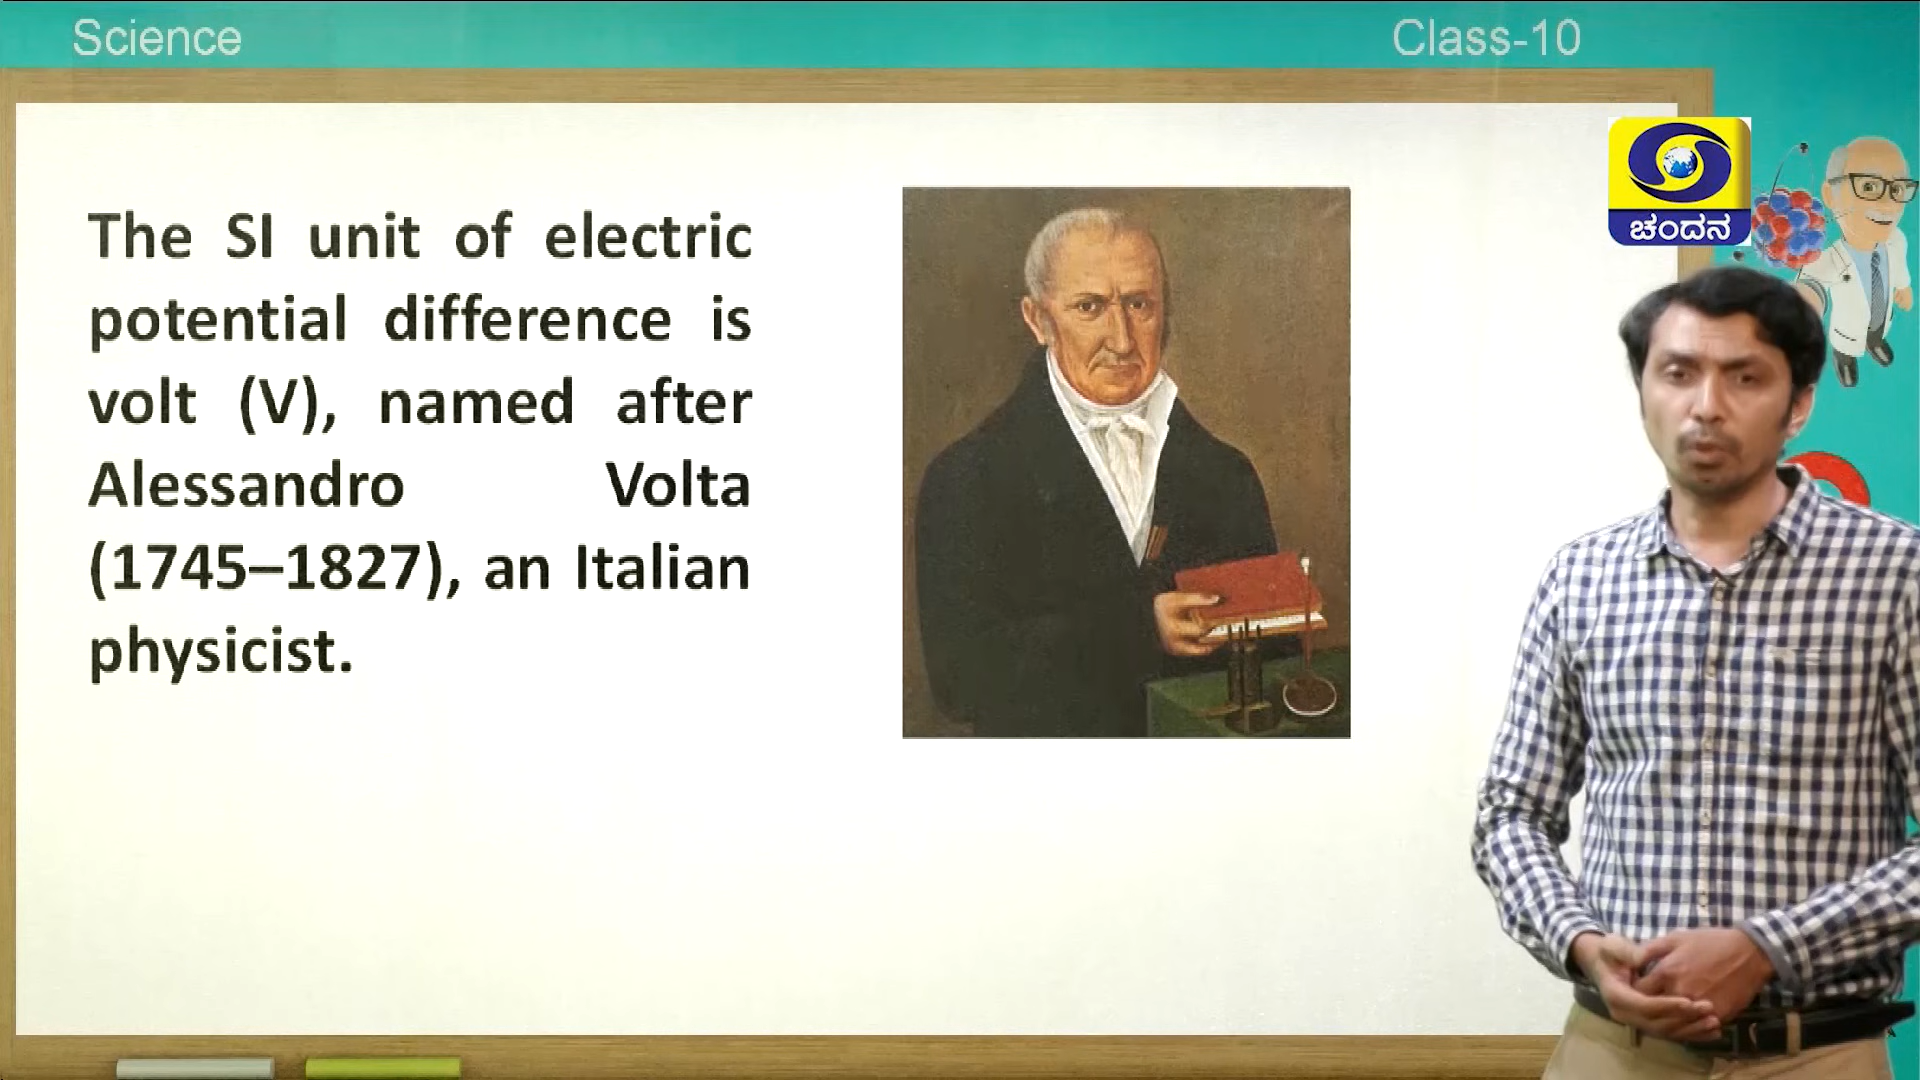 Science
Class-10
ಚಂದನ
The SI unit of electric
potential difference is
volt (V), named after
Alessandro Volta
(1745–1827), an Italian
physicist.